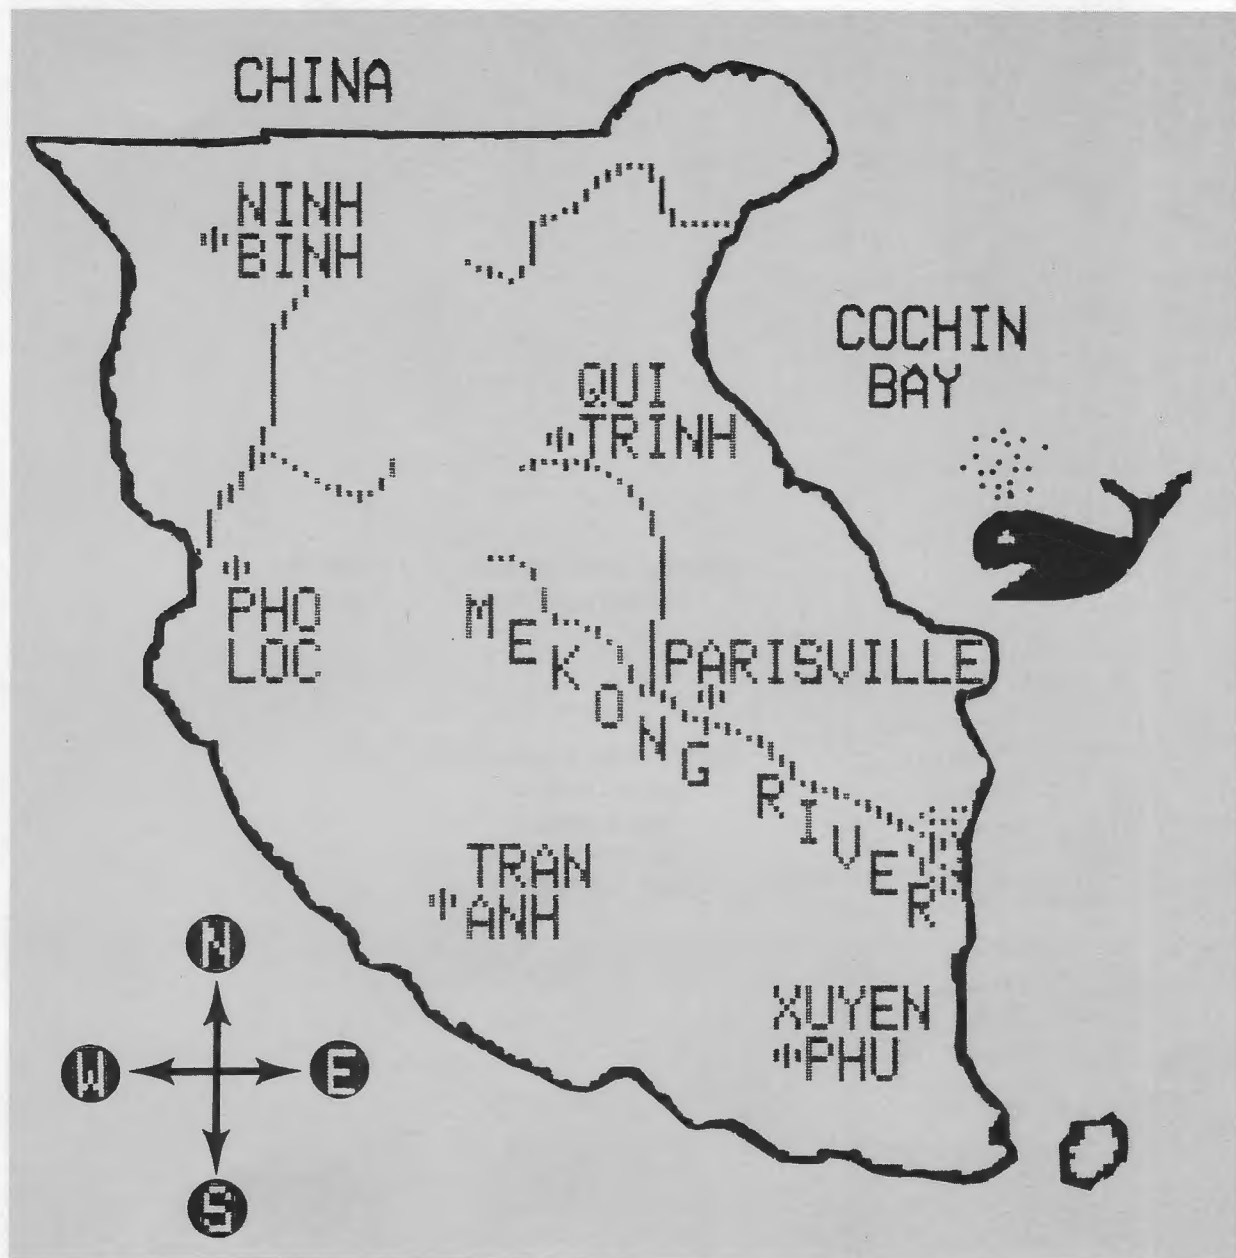 CHINA
NINH
BINH
COCHIN
BAY
QUI
TRINH
PHO
LOC
MEKONG RIVER
PARISVILLE
TRAN
ANH
XUYEN
PHU
N
W
E
S